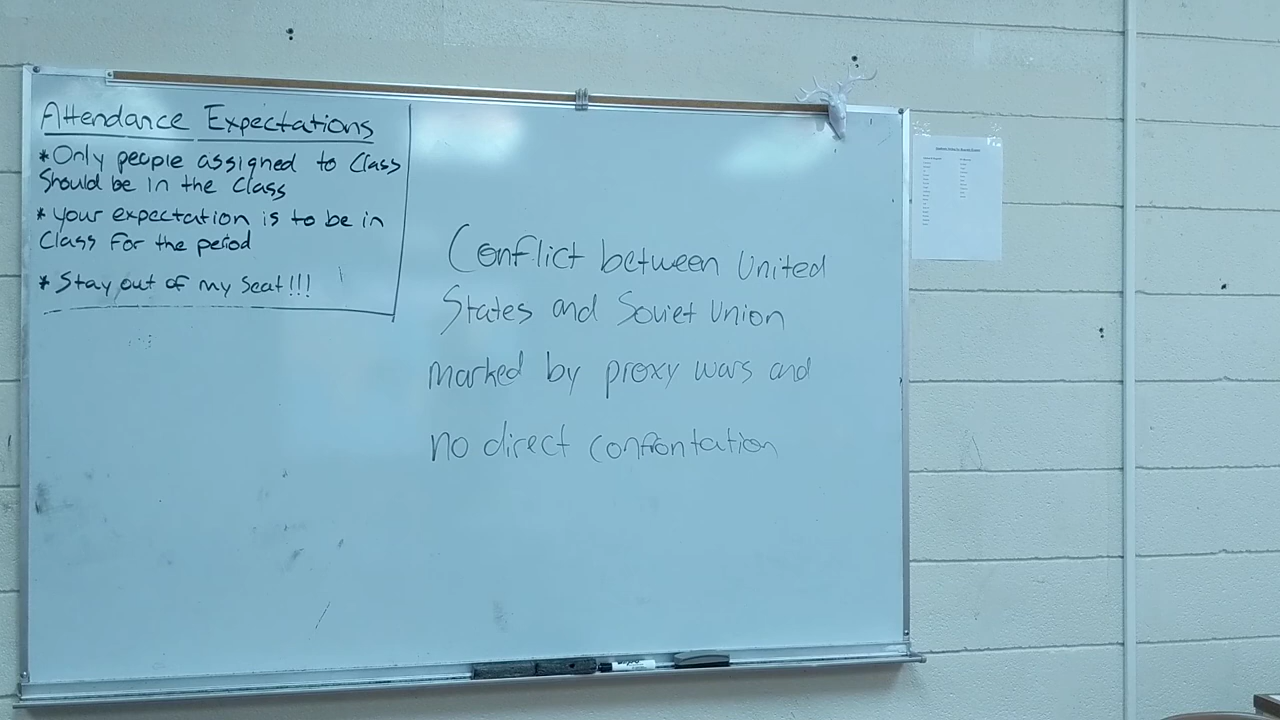 Attendance Expectations
* Only people assigned to Class
Should be in the Class
* Your expectation is to be in
Class For the period
* Stay out of my Seat!!!
Conflict between United
States and Soviet Union
marked by proxy wars and
no direct confrontation